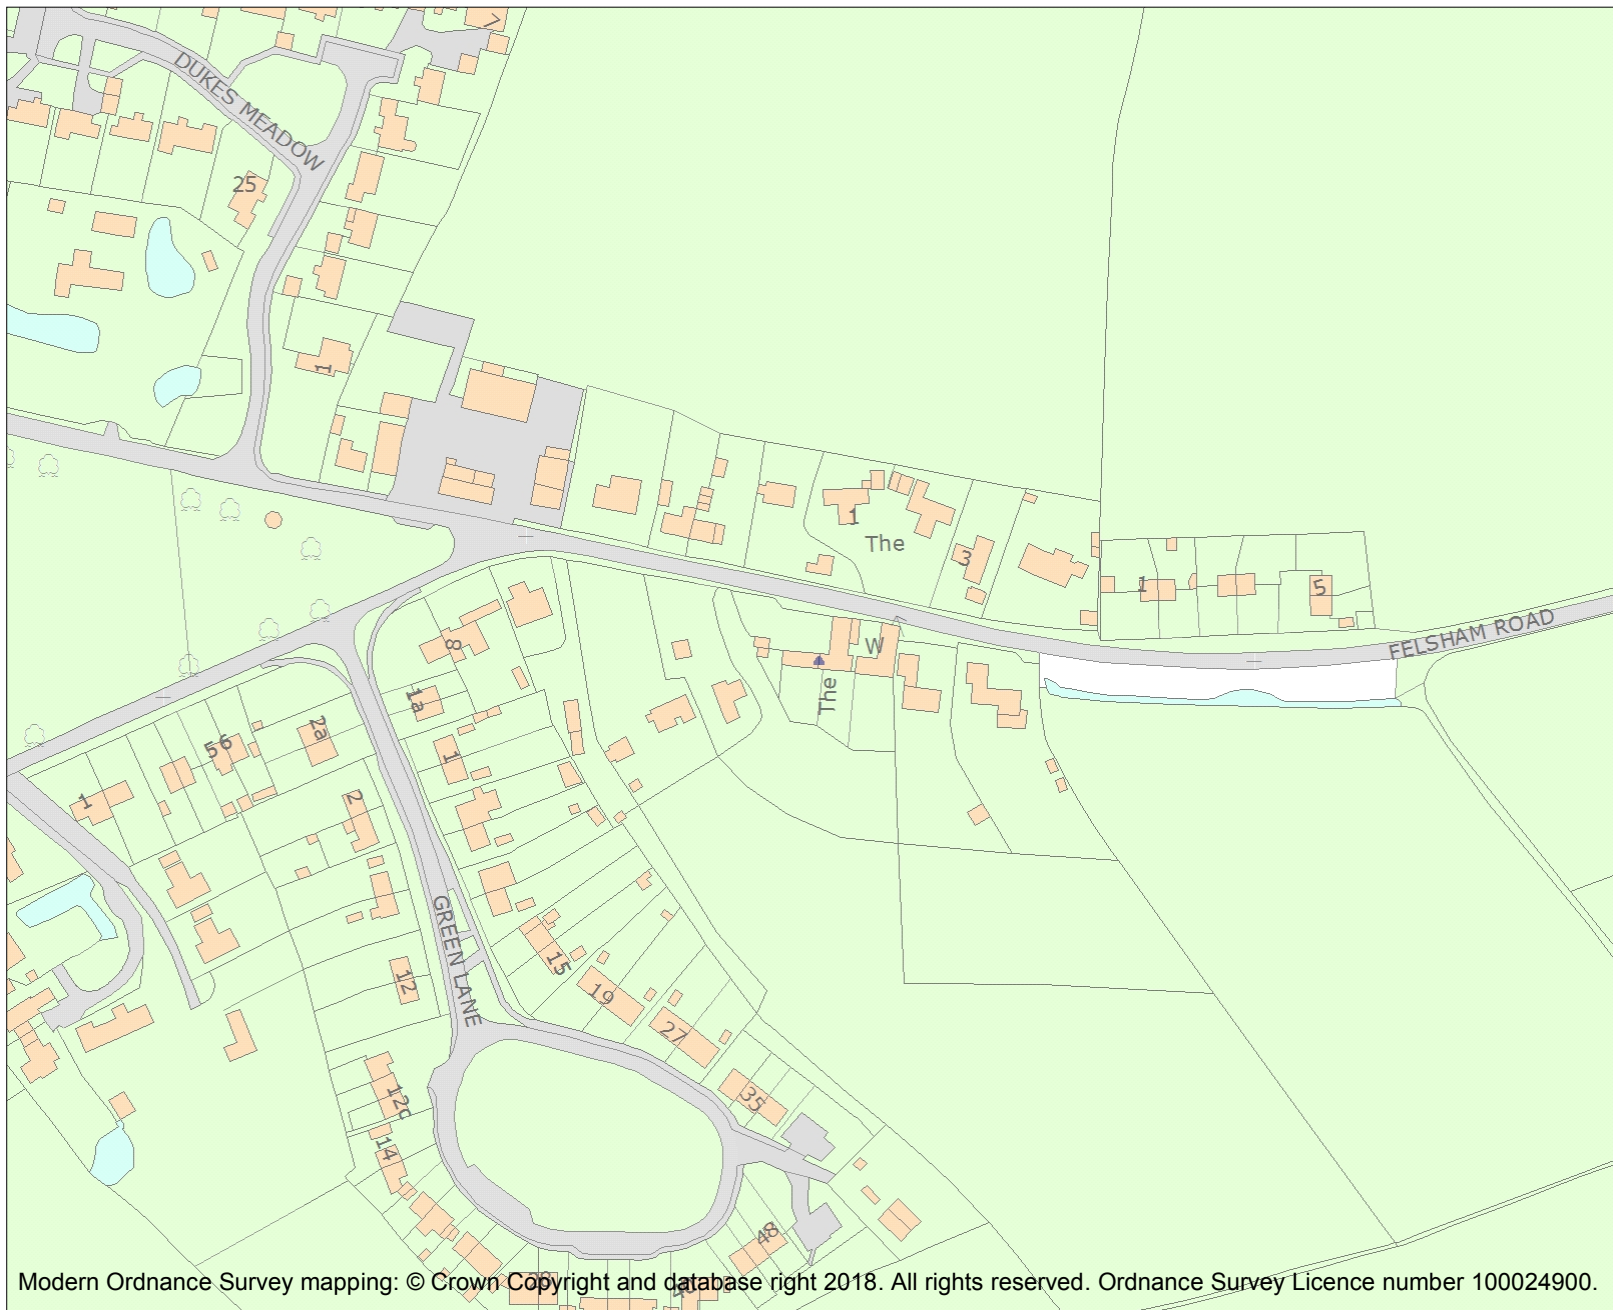 7
DUKES MEADOW
25
1
1
The
3
1
5
FELSHAM ROAD
8
W
The
1a
2a
5 6
1
1
2
GREEN LANE
15
12
19
27
12c
35
14
48
Modern Ordnance Survey mapping: © Crown Copyright and database right 2018. All rights reserved. Ordnance Survey Licence number 100024900.